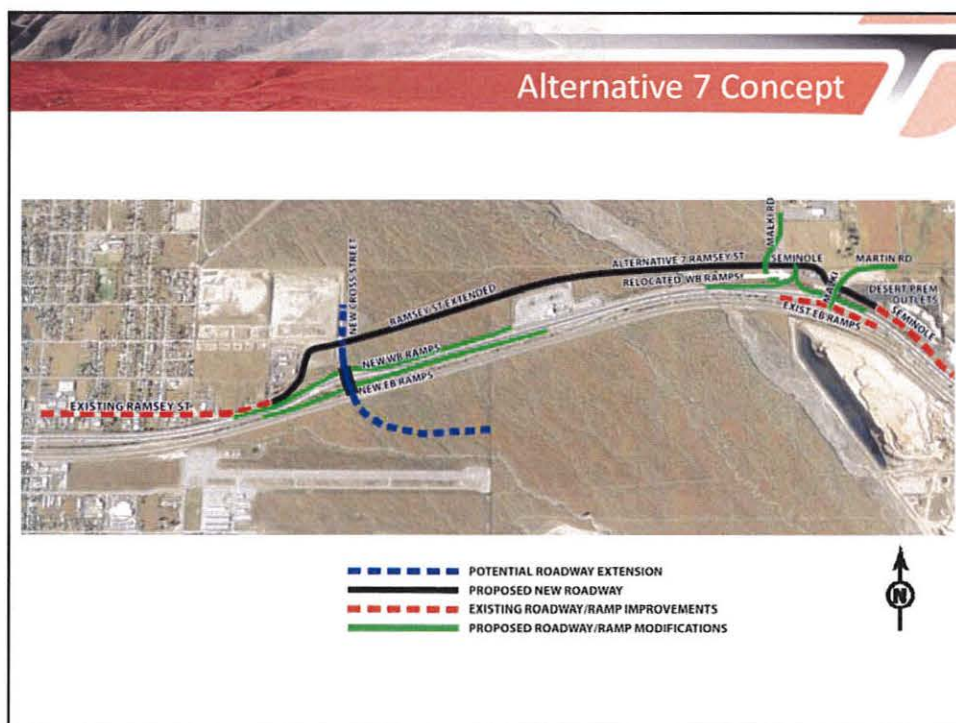 Alternative 7 Concept
NEW CROSS STREET
MALKI RD
SEMINOLE
MARTIN RD
ALTERNATIVE 7 RAMSEY ST
RELOCATED WB RAMPS
RAMSEY ST EXTENDED
DESERT PREM
OUTLETS
SEMINOLE
EXIST EB RAMPS
NEW WB RAMPS
NEW EB RAMPS
EXISTING RAMSEY ST
POTENTIAL ROADWAY EXTENSION
PROPOSED NEW ROADWAY
EXISTING ROADWAY/RAMP IMPROVEMENTS
PROPOSED ROADWAY/RAMP MODIFICATIONS
N